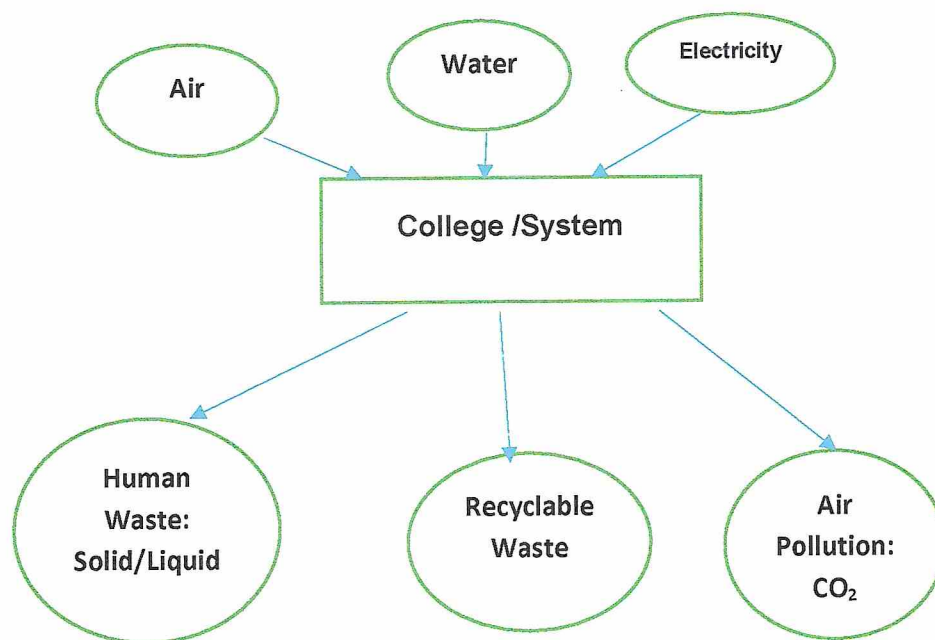 Air
Water
Electricity
College /System
Human
Waste:
Solid/Liquid
Recyclable
Waste
Air
Pollution:
CO₂